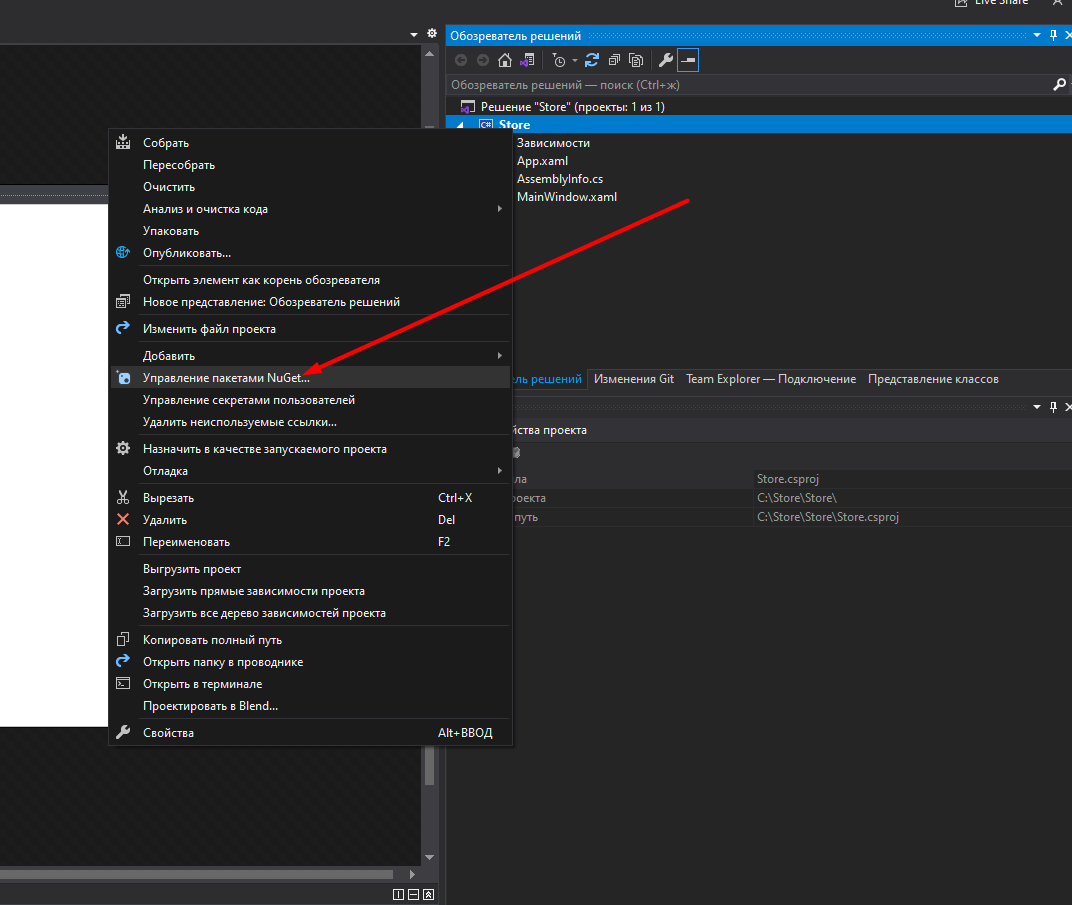 Live Share
Обозреватель решений
Обозреватель решений — поиск (Ctrl+ж)
Решение "Store" (проекты: 1 из 1)
C# Store
Зависимости
App.xaml
AssemblyInfo.cs
MainWindow.xaml
Собрать
Пересобрать
Очистить
Анализ и очистка кода
Упаковать
Опубликовать...
Открыть элемент как корень обозревателя
Новое представление: Обозреватель решений
Изменить файл проекта
Добавить
Управление пакетами NuGet...
Управление секретами пользователей
Удалить неиспользуемые ссылки...
Назначить в качестве запускаемого проекта
Отладка
Вырезать Ctrl+X
Удалить Del
Переименовать F2
Выгрузить проект
Загрузить прямые зависимости проекта
Загрузить все дерево зависимостей проекта
Копировать полный путь
Открыть папку в проводнике
Открыть в терминале
Проектировать в Blend...
Свойства Alt+ВВОД
ель решений Изменения Git Team Explorer — Подключение Представление классов
йства проекта
ла Store.csproj
роекта C:\Store\Store\
путь C:\Store\Store\Store.csproj